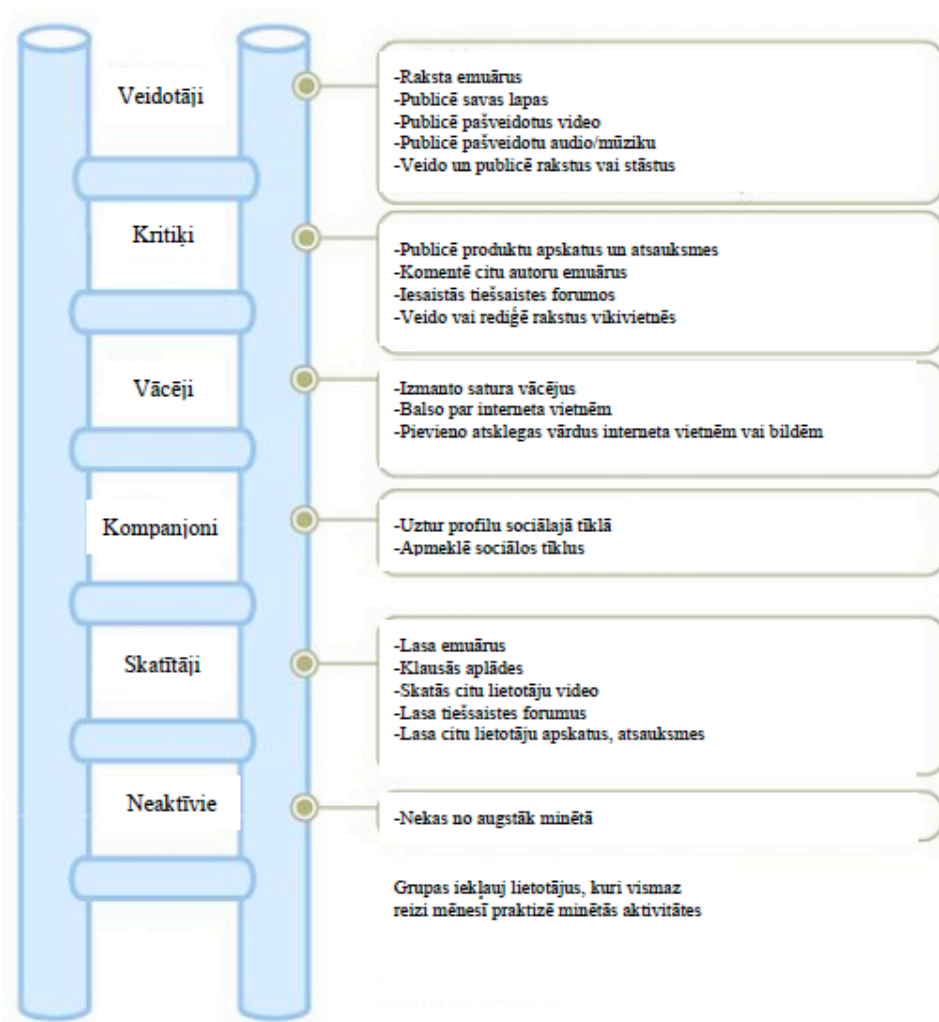 Veidotāji
-Raksta emuārus
-Publicē savas lapas
-Publicē pašveidotus video
-Publicē pašveidotu audio/mūziku
-Veido un publicē rakstus vai stāstus
Kritiķi
-Publicē produktu apskatus un atsauksmes
-Komentē citu autoru emuārus
-Iesaistās tiešsaistes forumos
-Veido vai rediģē rakstus vikivietnēs
Vācēji
-Izmanto satura vācējus
-Balso par interneta vietnēm
-Pievieno atsklegas vārdus interneta vietnēm vai bildēm
Kompanjoni
-Uztur profilu sociālajā tīklā
-Apmeklē sociālos tīklus
Skatītāji
-Lasa emuārus
-Klausās aplādes
-Skatās citu lietotāju video
-Lasa tiešsaistes forumus
-Lasa citu lietotāju apskatus, atsauksmes
Neaktīvie
-Nekas no augstāk minētā
Grupas iekļauj lietotājus, kuri vismaz
reizi mēnesī praktizē minētās aktivitātes